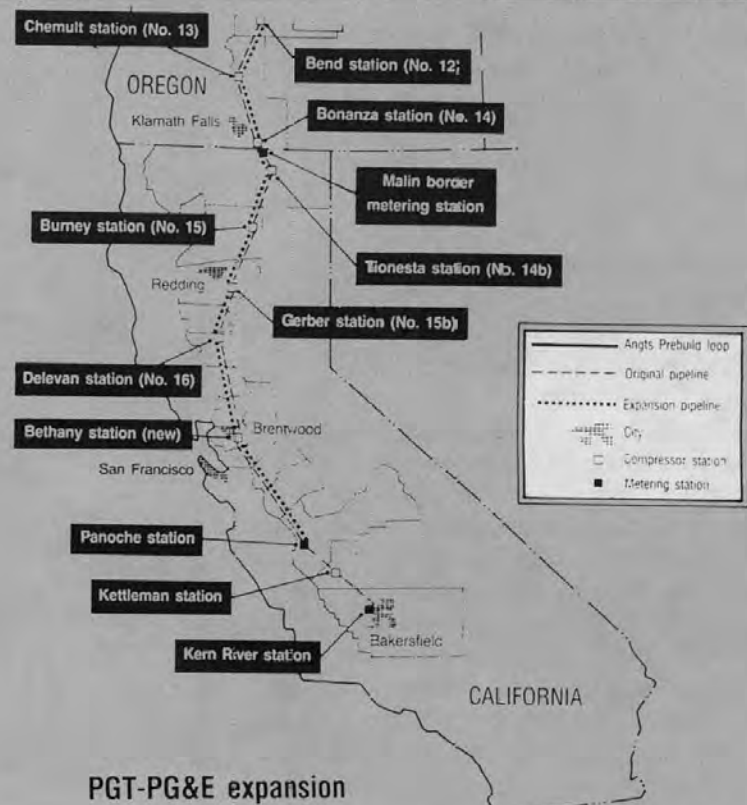 Chemult station (No. 13)
Bend station (No. 12)
OREGON
Klamath Falls
Bonanza station (No. 14)
Malin border
metering station
Burney station (No. 15)
Tionesta station (No. 14b)
Redding
Gerber station (No. 15b)
Angts Prebuild loop
Original pipeline
Expansion pipeline
City
Compressor station
Metering station
Delevan station (No. 16)
Bethany station (new)
Brentwood
San Francisco
Panoche station
Kettleman station
Kern River station
Bakersfield
CALIFORNIA
PGT-PG&E expansion